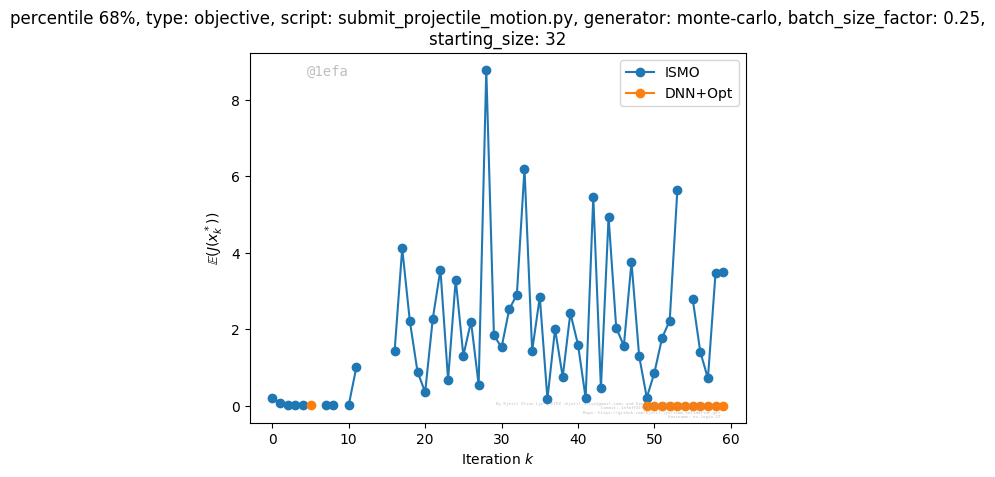 percentile 68%, type: objective, script: submit_projectile_motion.py, generator: monte-carlo, batch_size_factor: 0.25,
starting_size: 32
@1efa
ISMO
DNN+Opt
8
6
4
2
0
𝔼(J(x*k))
0 10 20 30 40 50 60
Iteration k